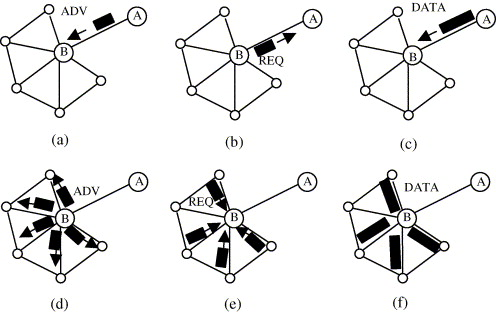 ADV
A
B
(a)
A
B
REQ
(b)
DATA
A
B
(c)
ADV
A
B
(d)
A
REQ
B
(e)
DATA
A
B
(f)